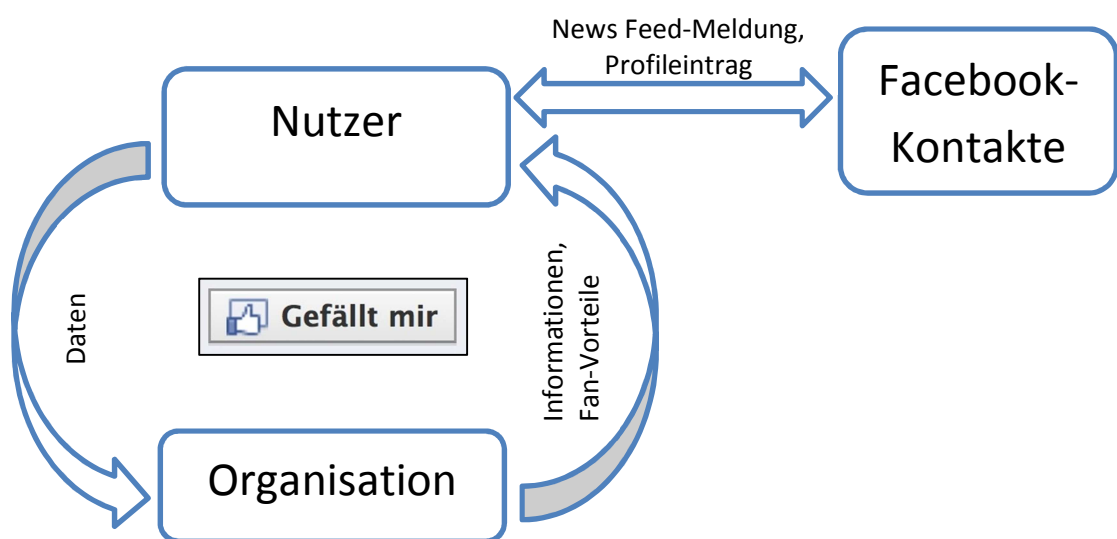 News Feed-Meldung,
Profileintrag
Facebook-
Kontakte
Nutzer
Daten
Gefällt mir
Informationen,
Fan-Vorteile
Organisation